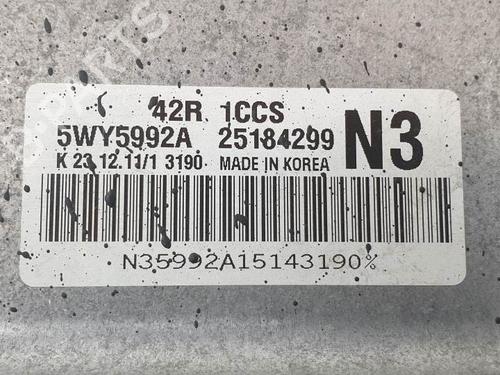 42R 1CCS
5WY5992A 25184299 N3
K 23.12.11/1 3190 MADE IN KOREA
N35992A15143190%